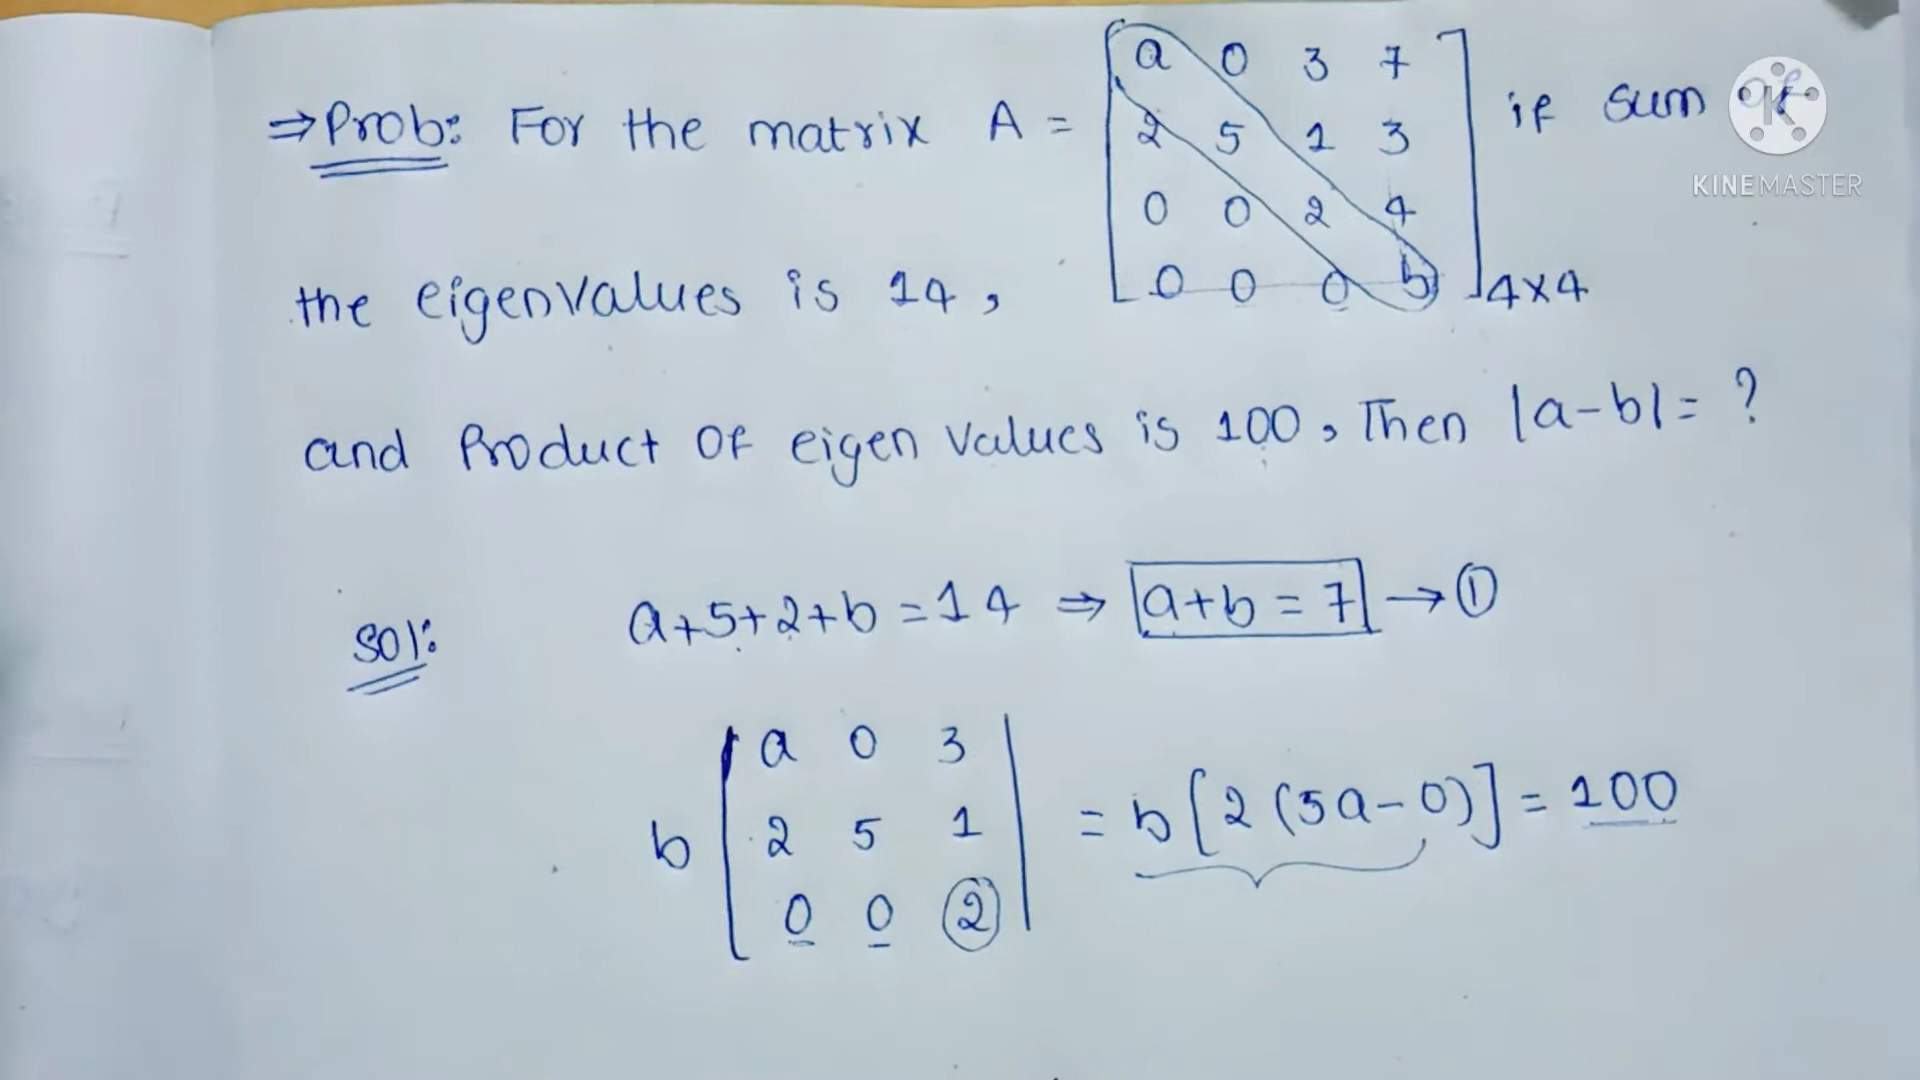 ⇒Prob: For the matrix A = [a 0 3 7 if sum of
2 5 1 3
0 0 2 4
0 0 0 b]4×4
KINEMASTER
the eigenvalues is 14,
and Product OF eigen values is 100, Then |a-b| = ?
Sol: a+5+2+b = 14 ⇒ a+b = 7 → ①
b |a 0 3
2 5 1
0 0 2| = b[2(5a-0)] = 100